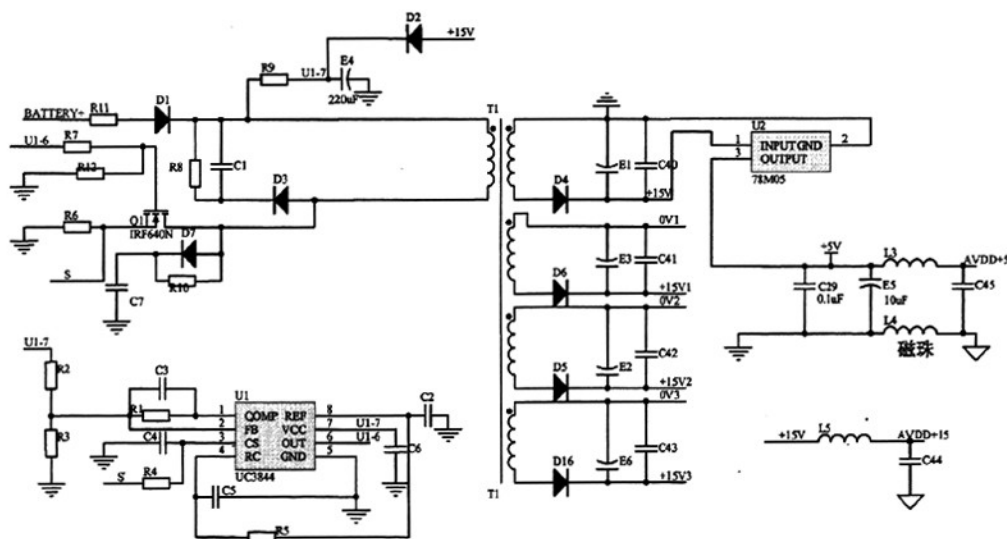 D2
+15V
R9
U1-7
E4
220uF
BATTERY+
R11
D1
T1
U2
1
INPUT GND
2
3
OUTPUT
78M05
U1-6
R7
R8
C1
E1
C40
R12
D3
D4
+15V
Q1
IRF640N
R6
D7
0V1
S
R10
C7
E3
C41
+5V
L3
AVDD+5
D6
+15V1
C29
0.1uF
E5
10uF
C45
0V2
L4
磁珠
U1-7
R2
C3
U1
D5
E2
C42
+15V2
R1
1
COMP
REF
8
C2
0V3
2
FB
VCC
7
U1-7
R3
C4
3
CS
OUT
6
U1-6
C6
4
RC
GND
5
S
R4
UC3844
C5
R5
D16
E6
C43
+15V3
T1
+15V
L5
AVDD+15
C44